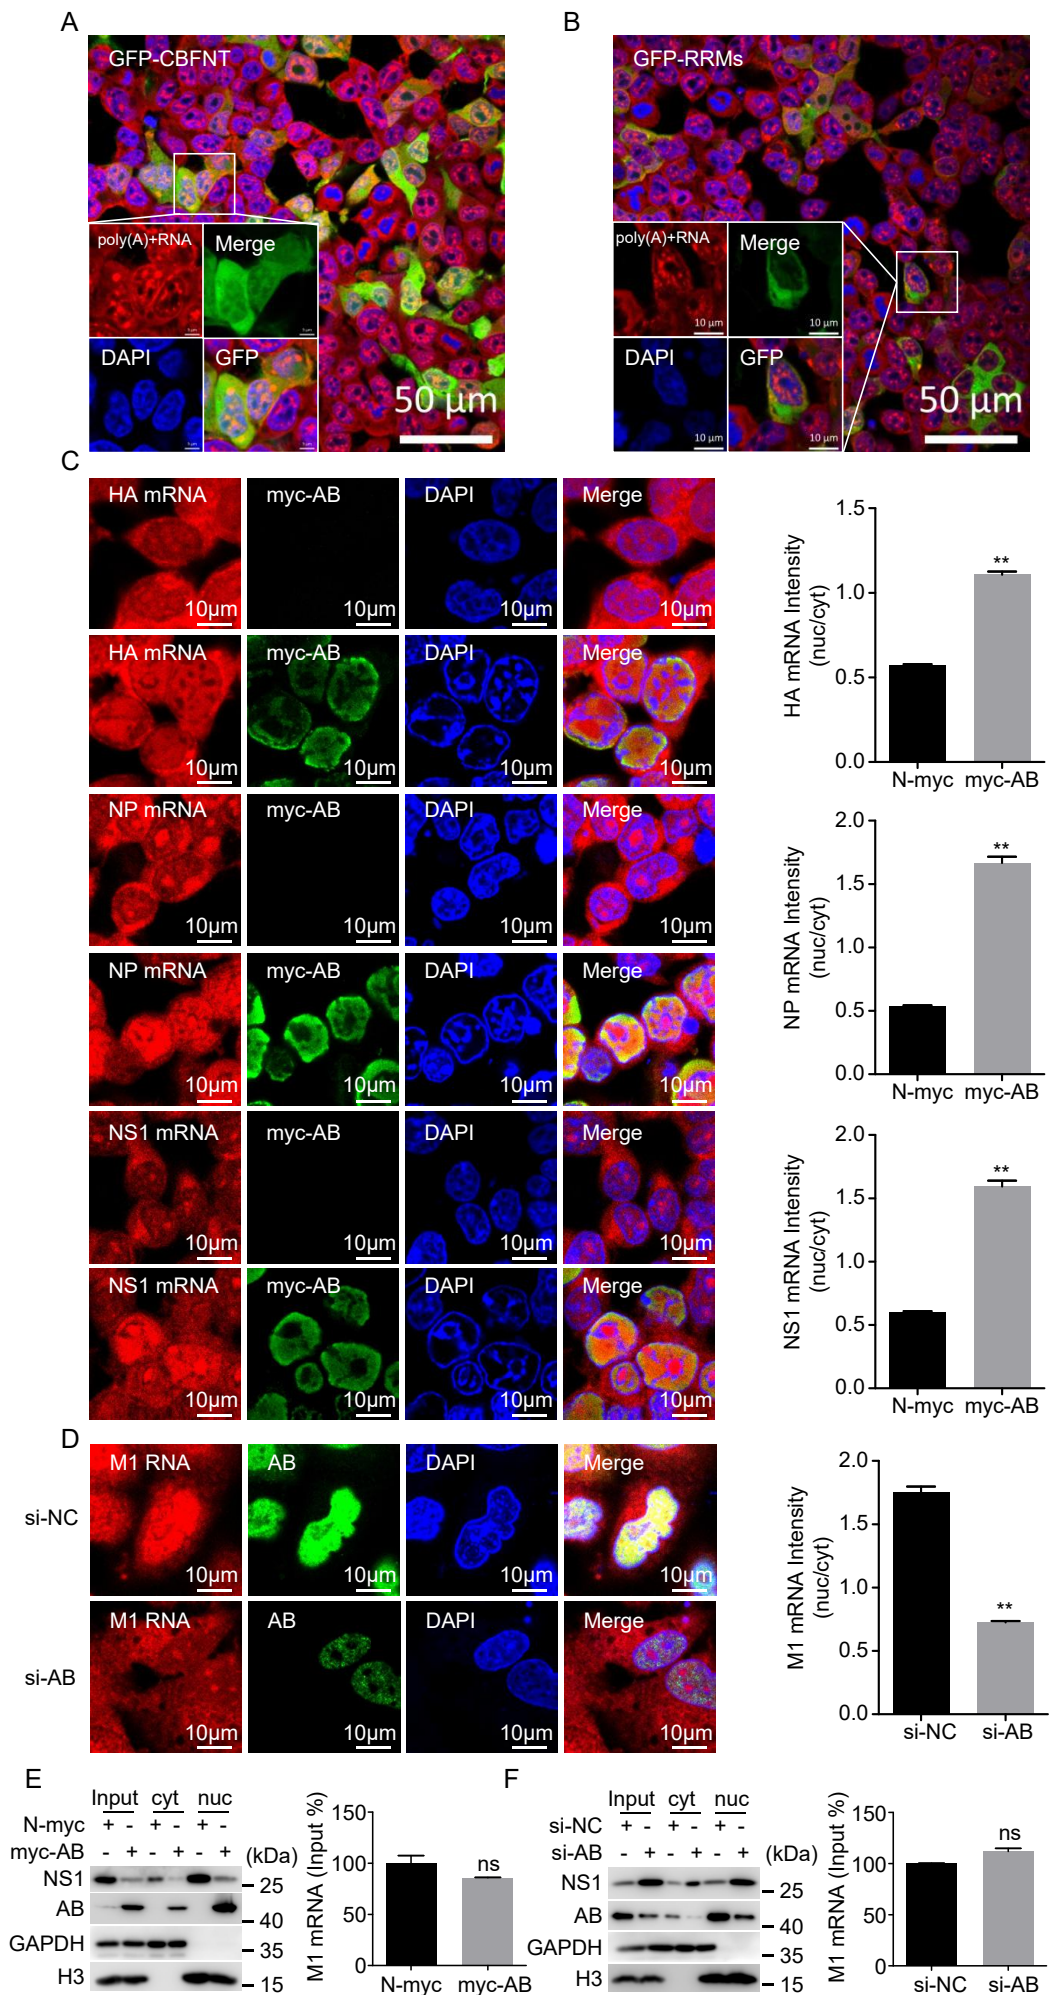 A
B
GFP-CBFNT
GFP-RRMs
poly(A)+RNA
Merge
DAPI
GFP
50 µm
poly(A)+RNA
Merge
10 µm
10 µm
DAPI
GFP
10 µm
10 µm
50 µm
C
HA mRNA myc-AB DAPI Merge
10µm 10µm 10µm 10µm
HA mRNA myc-AB DAPI Merge
10µm 10µm 10µm 10µm
NP mRNA myc-AB DAPI Merge
10µm 10µm 10µm 10µm
NP mRNA myc-AB DAPI Merge
10µm 10µm 10µm 10µm
NS1 mRNA myc-AB DAPI Merge
10µm 10µm 10µm 10µm
NS1 mRNA myc-AB DAPI Merge
10µm 10µm 10µm 10µm
HA mRNA Intensity
(nuc/cyt)
1.5
1.0
0.5
0.0
**
N-myc myc-AB
NP mRNA Intensity
(nuc/cyt)
2.0
1.5
1.0
0.5
0.0
**
N-myc myc-AB
NS1 mRNA Intensity
(nuc/cyt)
2.0
1.5
1.0
0.5
0.0
**
N-myc myc-AB
D
si-NC
M1 RNA AB DAPI Merge
10µm 10µm 10µm 10µm
si-AB
M1 RNA AB DAPI Merge
10µm 10µm 10µm 10µm
M1 mRNA Intensity
(nuc/cyt)
2.0
1.5
1.0
0.5
0.0
**
si-NC si-AB
E
Input cyt nuc
N-myc + - + - + -
myc-AB - + - + - + (kDa)
NS1 25
AB 40
GAPDH 35
H3 15
M1 mRNA (Input %)
150
100
50
0
ns
N-myc myc-AB
F
Input cyt nuc
si-NC + - + - + -
si-AB - + - + - + (kDa)
NS1 25
AB 40
GAPDH 35
H3 15
M1 mRNA (Input %)
150
100
50
0
ns
si-NC si-AB